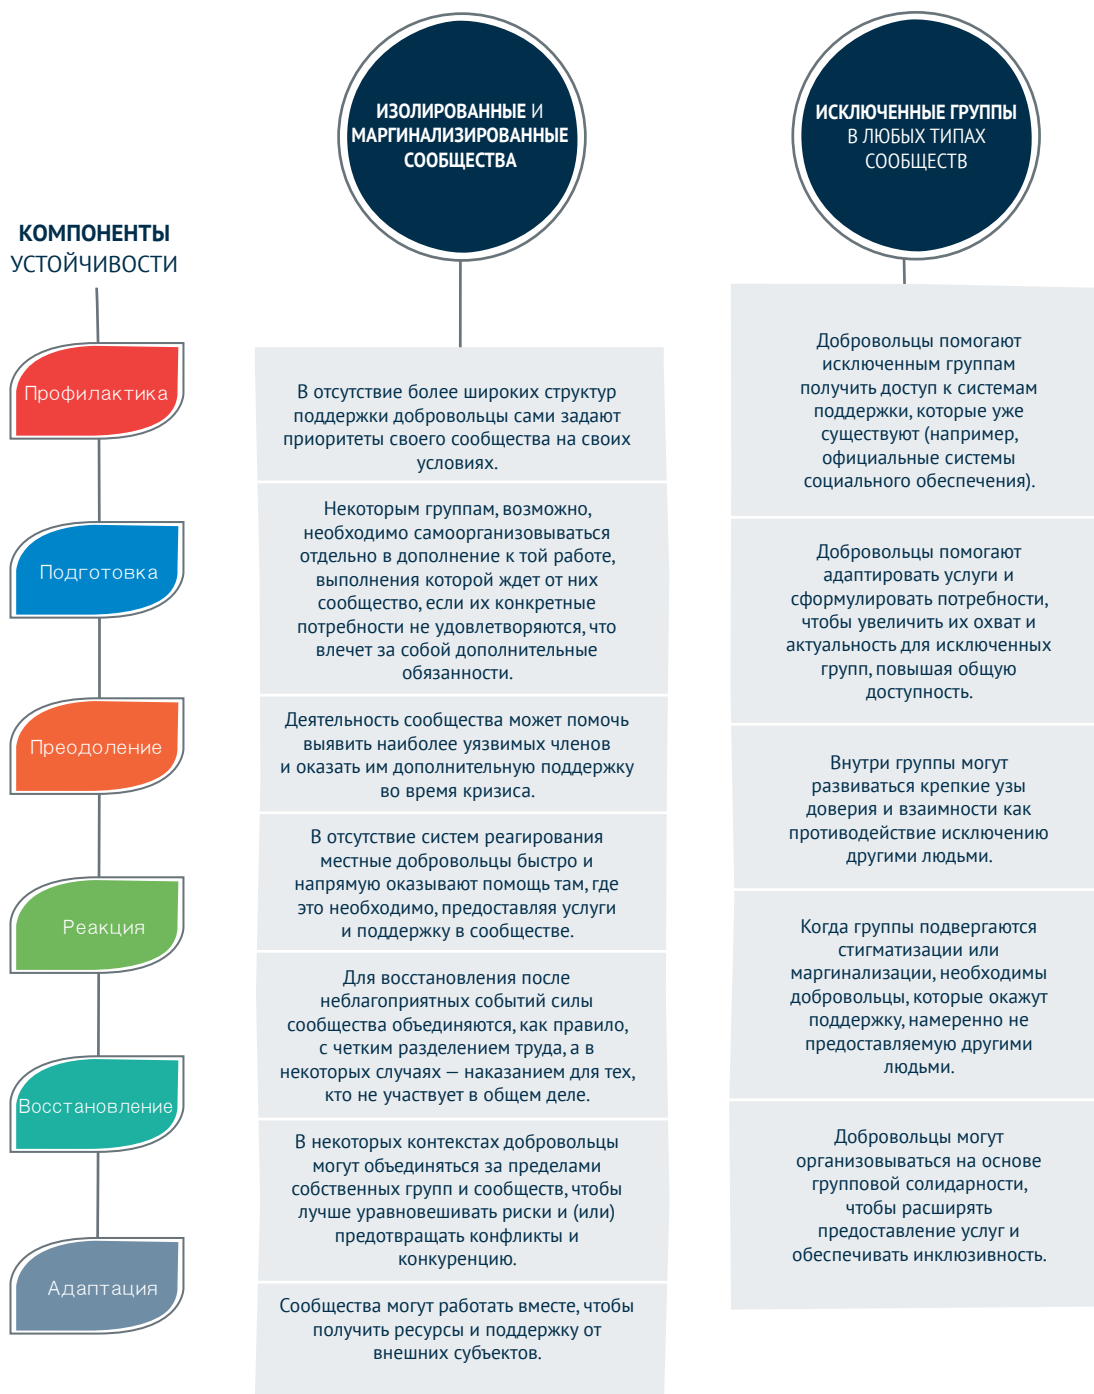 КОМПОНЕНТЫ
УСТОЙЧИВОСТИ
Профилактика
Подготовка
Преодоление
Реакция
Восстановление
Адаптация
ИЗОЛИРОВАННЫЕ И
МАРГИНАЛИЗИРОВАННЫЕ
СООБЩЕСТВА
В отсутствие более широких структур
поддержки добровольцы сами задают
приоритеты своего сообщества на своих
условиях.
Некоторым группам, возможно,
необходимо самоорганизовываться
отдельно в дополнение к той работе,
выполнения которой ждет от них
сообщество, если их конкретные
потребности не удовлетворяются, что
влечет за собой дополнительные
обязанности.
Деятельность сообщества может помочь
выявить наиболее уязвимых членов
и оказать им дополнительную поддержку
во время кризиса.
В отсутствие систем реагирования
местные добровольцы быстро и
напрямую оказывают помощь там, где
это необходимо, предоставляя услуги
и поддержку в сообществе.
Для восстановления после
неблагоприятных событий силы
сообщества объединяются, как правило,
с четким разделением труда, а в
некоторых случаях — наказанием для тех,
кто не участвует в общем деле.
В некоторых контекстах добровольцы
могут объединяться за пределами
собственных групп и сообществ, чтобы
лучше уравновешивать риски и (или)
предотвращать конфликты и
конкуренцию.
Сообщества могут работать вместе, чтобы
получить ресурсы и поддержку от
внешних субъектов.
ИСКЛЮЧЕННЫЕ ГРУППЫ
В ЛЮБЫХ ТИПАХ
СООБЩЕСТВ
Добровольцы помогают
исключенным группам
получить доступ к системам
поддержки, которые уже
существуют (например,
официальные системы
социального обеспечения).
Добровольцы помогают
адаптировать услуги и
сформулировать потребности,
чтобы увеличить их охват и
актуальность для исключенных
групп, повышая общую
доступность.
Внутри группы могут
развиваться крепкие узы
доверия и взаимности как
противодействие исключению
другими людьми.
Когда группы подвергаются
стигматизации или
маргинализации, необходимы
добровольцы, которые окажут
поддержку, намеренно не
предоставляемую другими
людьми.
Добровольцы могут
организовываться на основе
групповой солидарности,
чтобы расширять
предоставление услуг и
обеспечивать инклюзивность.